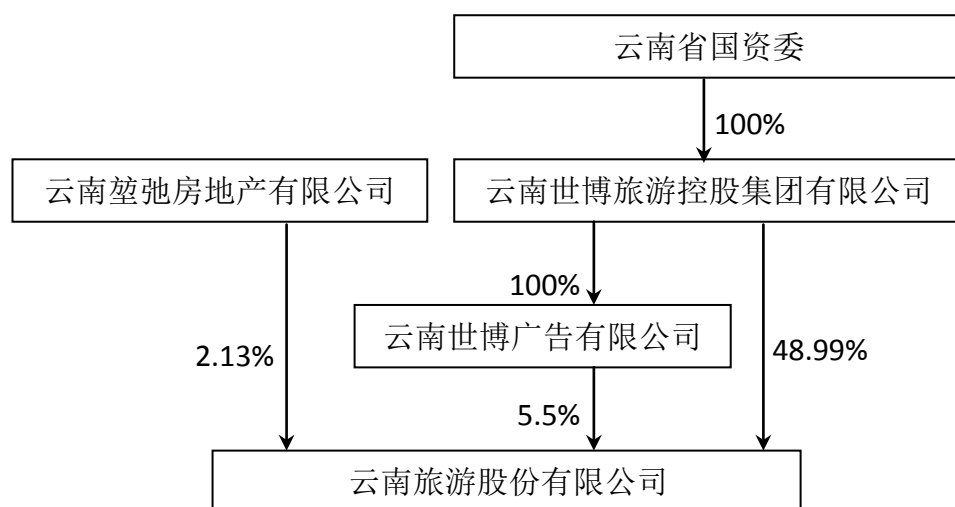 云南省国资委
100%
云南堃弛房地产有限公司
云南世博旅游控股集团有限公司
100%
云南世博广告有限公司
2.13%
48.99%
5.5%
云南旅游股份有限公司